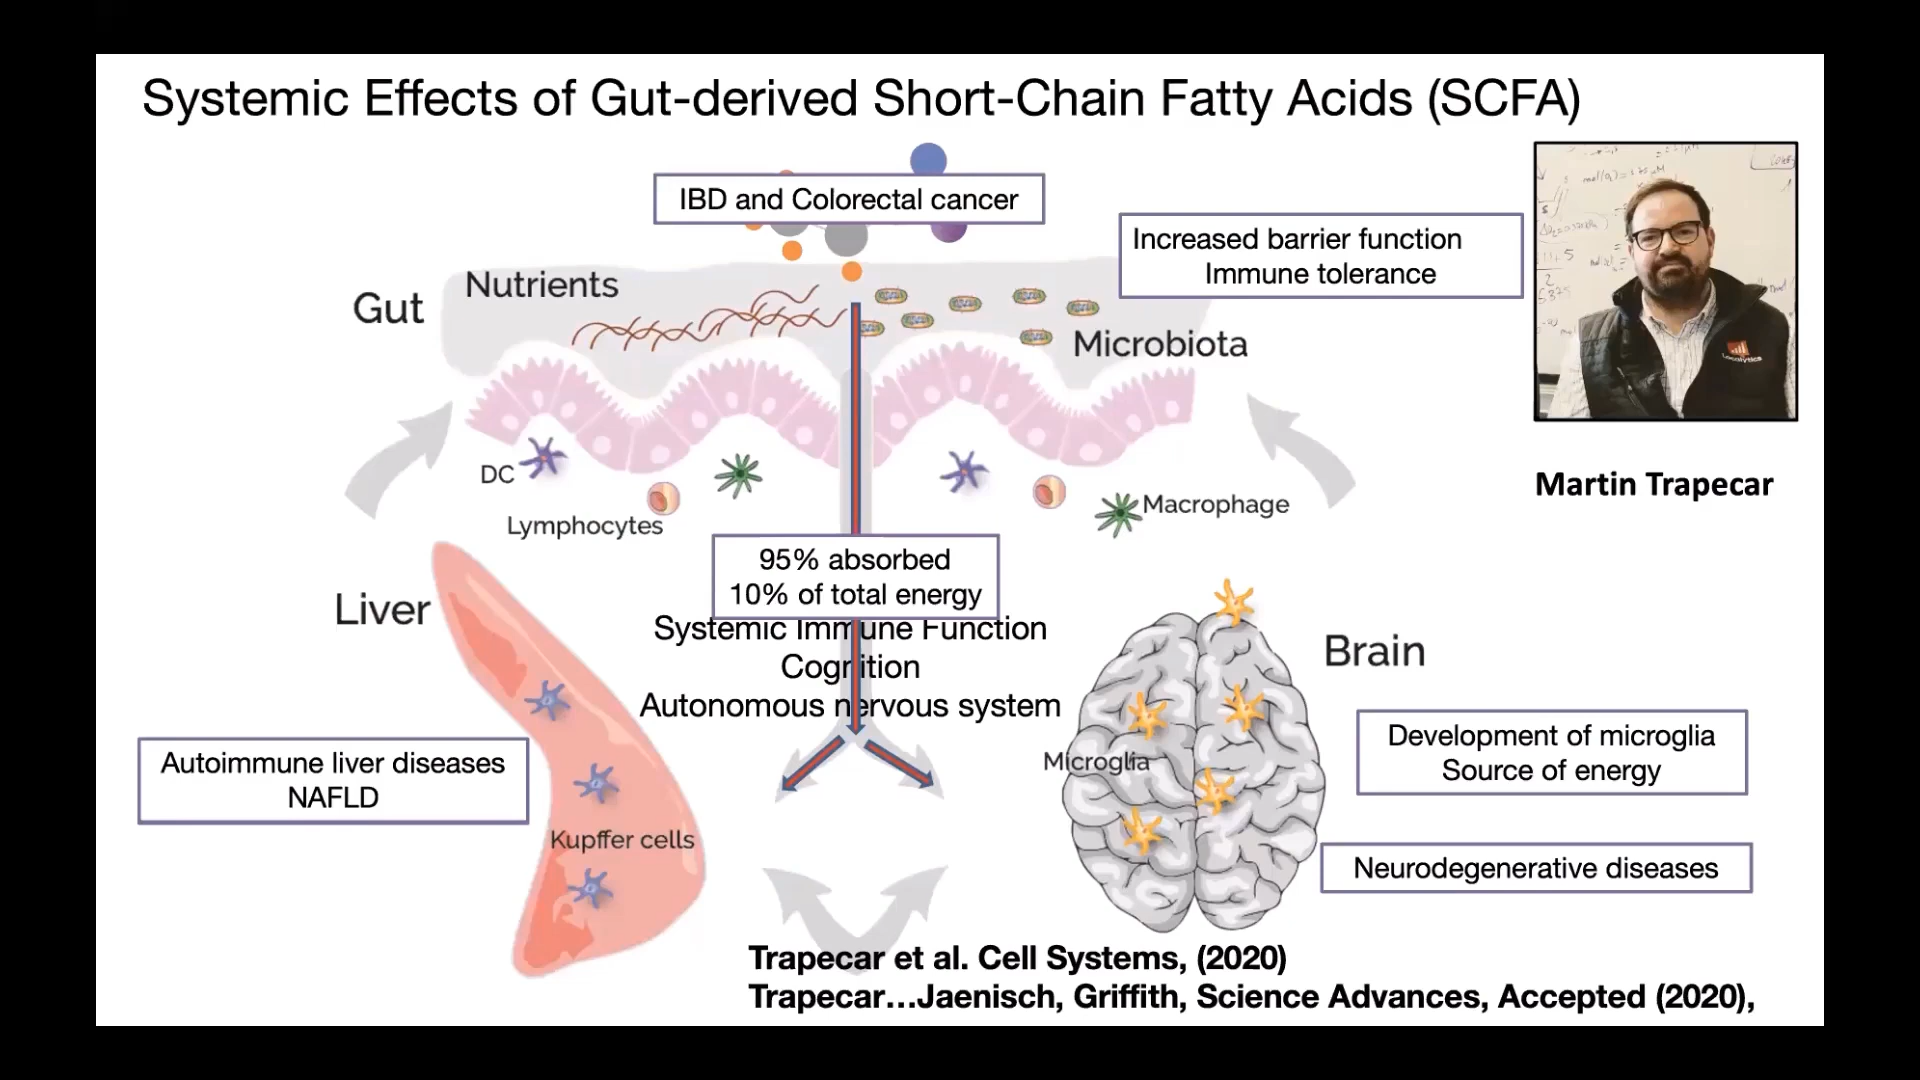 Systemic Effects of Gut-derived Short-Chain Fatty Acids (SCFA)
IBD and Colorectal cancer
Increased barrier function
Immune tolerance
Nutrients
Gut
Microbiota
Martin Trapecar
DC
Lymphocytes
Macrophage
95% absorbed
10% of total energy
Liver
Systemic Immune Function
Cognition
Autonomous nervous system
Brain
Development of microglia
Source of energy
Microglia
Autoimmune liver diseases
NAFLD
Kupffer cells
Neurodegenerative diseases
Trapecar et al. Cell Systems, (2020)
Trapecar...Jaenisch, Griffith, Science Advances, Accepted (2020),